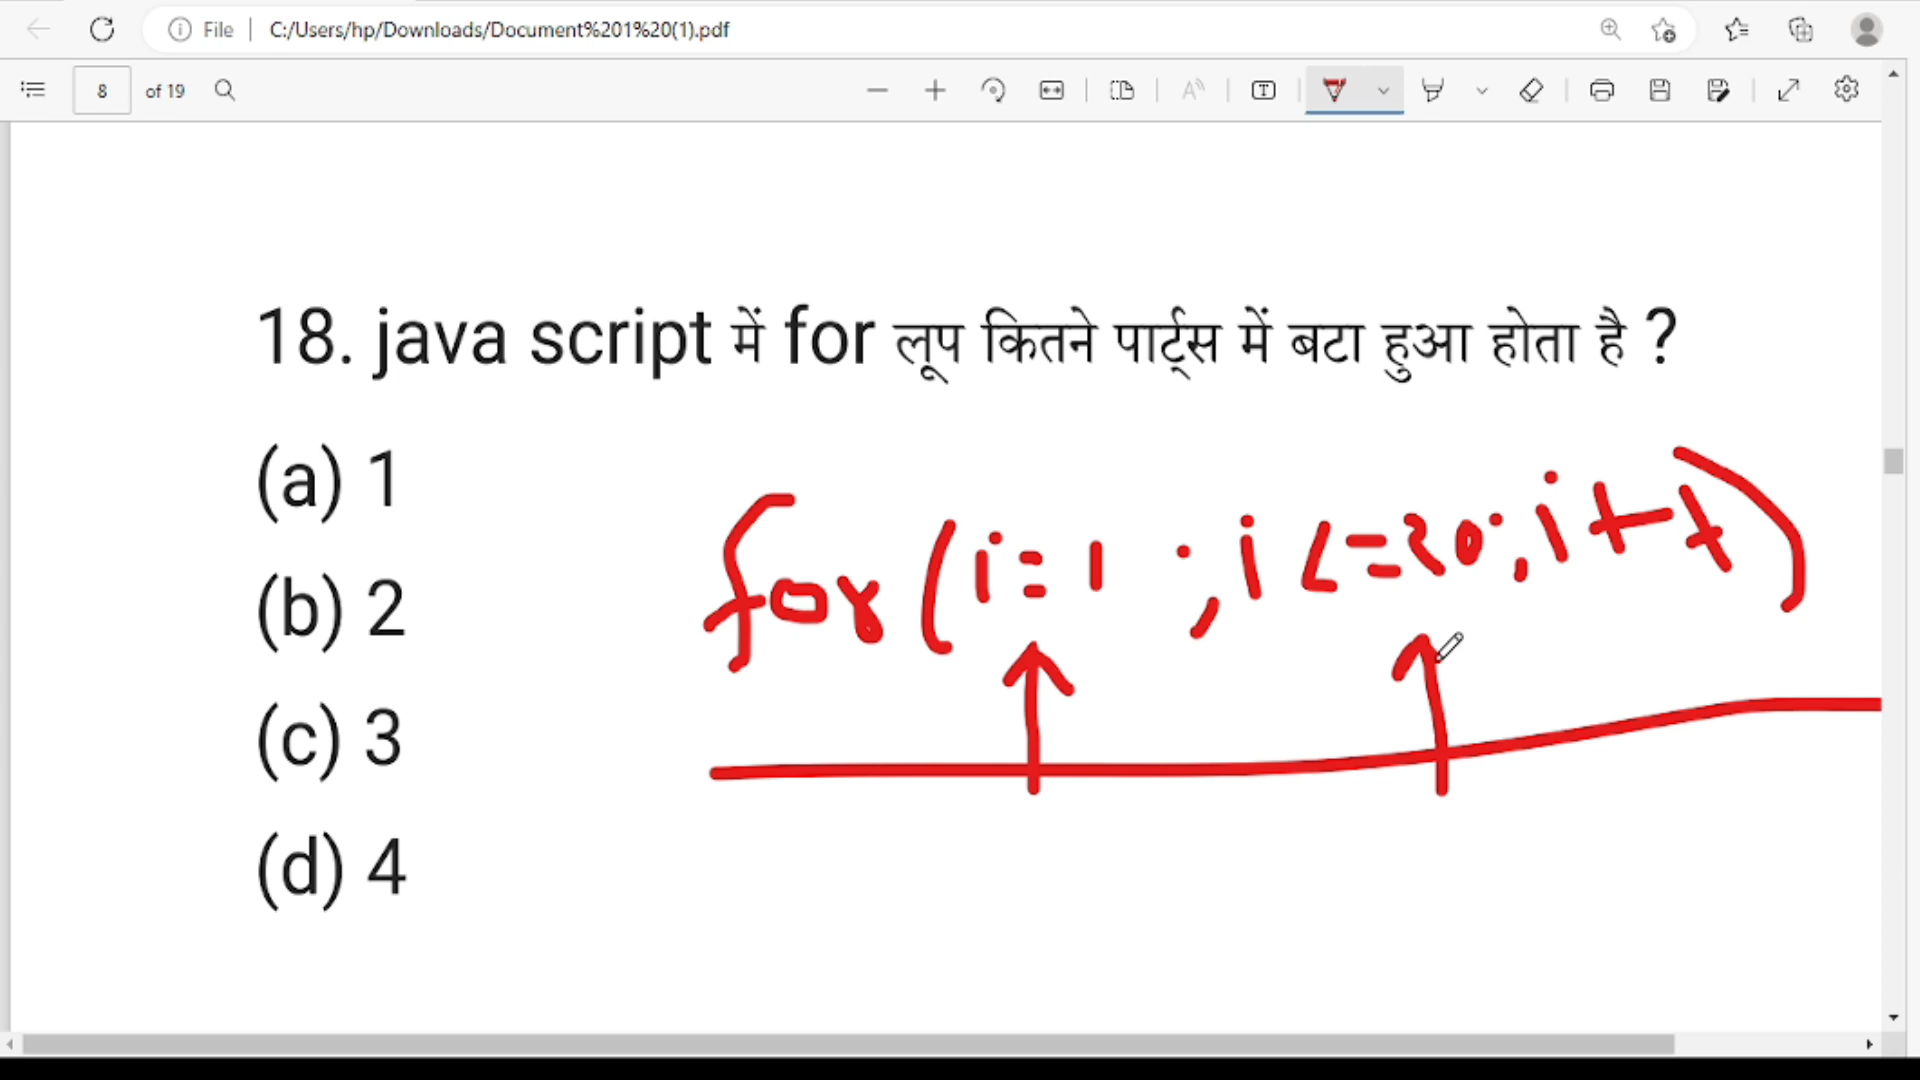 File C:/Users/hp/Downloads/Document%201%20(1).pdf
8 of 19
18. java script में for लूप कितने पार्ट्स में बटा हुआ होता है ?
(a) 1
for(i=1 ; i<=20; i++)
(b) 2
(c) 3
(d) 4